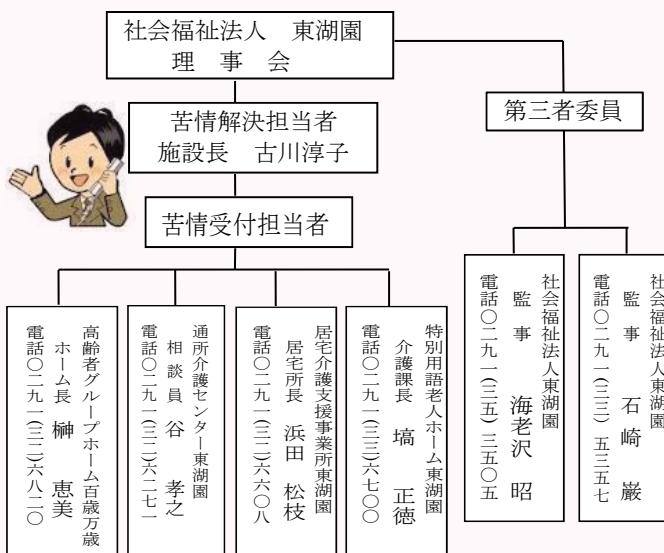 社会福祉法人　東湖園
理　事　会
苦情解決担当者
施設長　古川淳子
第三者委員
苦情受付担当者
社会福祉法人東湖園
監　事　　石　崎　　巌
電話〇二九一(三三)　五三五七
社会福祉法人東湖園
監　事　　海老沢　昭
電話〇二九一(三五)　三五〇五
特別用語老人ホーム東湖園
介護課長　　塙　　正徳
電話〇二九一(三三)六七〇〇
居宅介護支援事業所東湖園
居宅所長　浜田　松枝
電話〇二九一(三二)六六〇八
通所介護センター東湖園
相談員　谷　孝之
電話〇二九一(三二)六二七一
高齢者グループホーム百歳万歳
ホーム長　榊　　恵美
電話〇二九一(三二)六八二〇